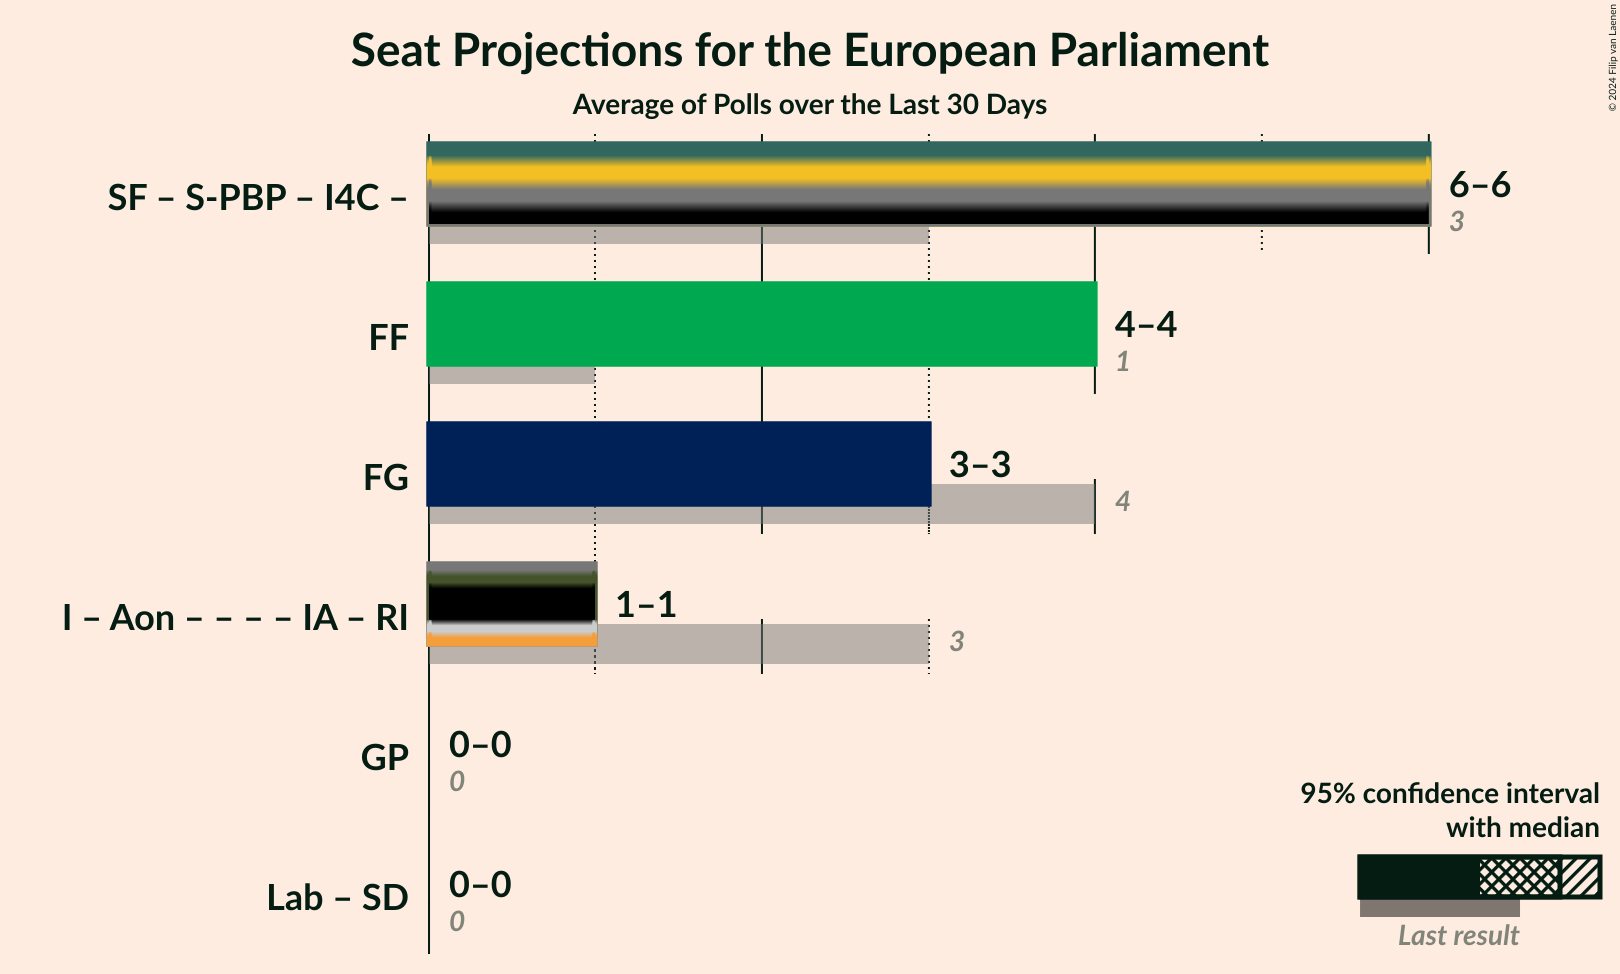 Seat Projections for the European Parliament
Average of Polls over the Last 30 Days
© 2024 Filip van Laenen
SF – S-PBP – I4C –
6–6
3
FF
4–4
1
FG
3–3
4
I – Aon – – – – IA – RI
1–1
3
GP
0–0
0
Lab – SD
0–0
0
95% confidence interval
with median
Last result